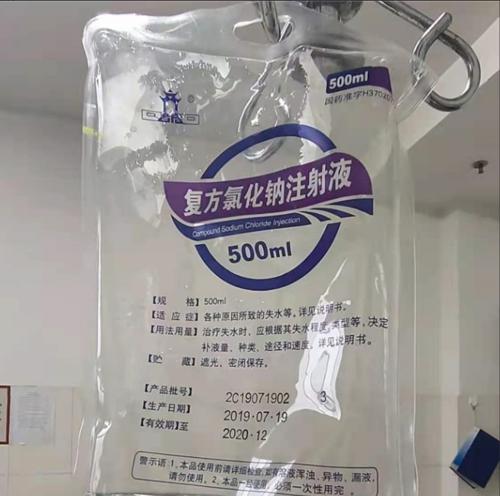 500ml
国药准字H370
复方氯化钠注射液
Compound Sodium Chloride Injection
500ml
【规 格】500ml
【适 应 症】各种原因所致的失水等。详见说明书。
【用法用量】治疗失水时、应根据其失水程度、类型等，决定
补液量、种类、途径和速度。详见说明书。
【贮 藏】遮光、密闭保存。
【产品批号】 2C19071902 3
【生产日期】 2019·07·19
【有效期】至 2020·12
警示语：1、本品使用前请详细检查，如有溶液浑浊、异物、漏液，
请勿使用。2、本品一经使用，必须一次性用完。